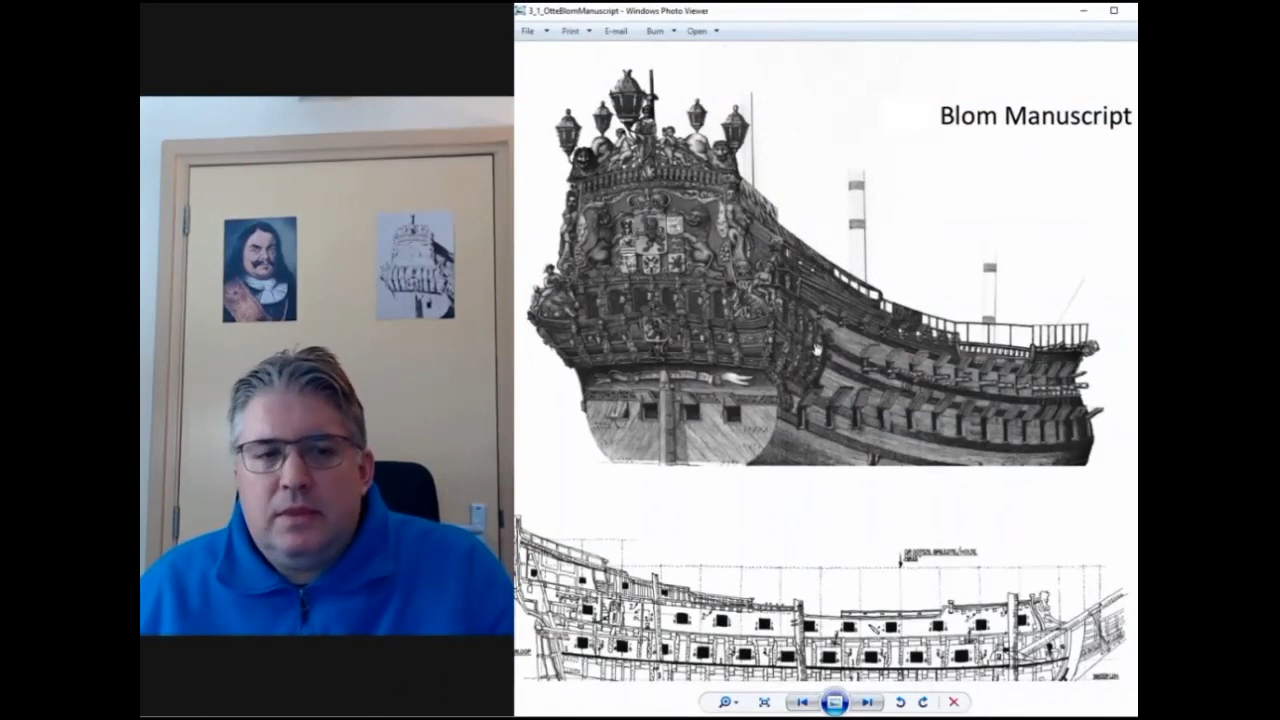 3_1_OtteBlomManuscript - Windows Photo Viewer
File Print E-mail Burn Open
Blom Manuscript